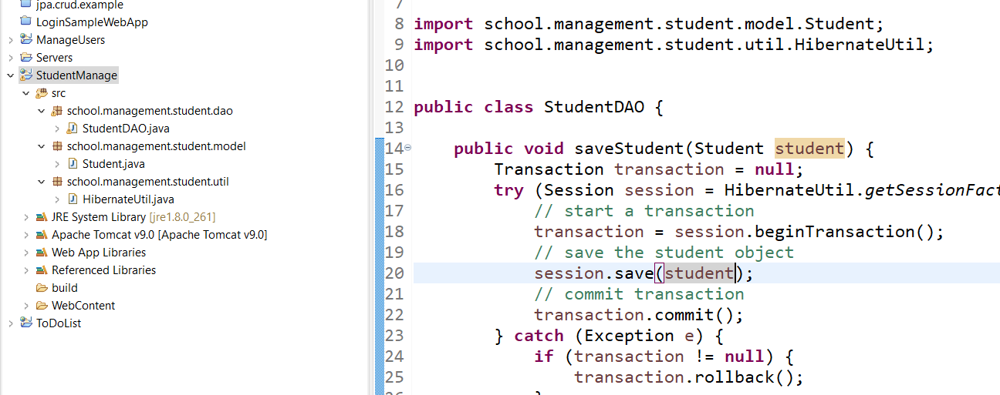 jpa.crud.example
LoginSampleWebApp
ManageUsers
Servers
StudentManage
src
school.management.student.dao
StudentDAO.java
school.management.student.model
Student.java
school.management.student.util
HibernateUtil.java
JRE System Library [jre1.8.0_261]
Apache Tomcat v9.0 [Apache Tomcat v9.0]
Web App Libraries
Referenced Libraries
build
WebContent
ToDoList
7
8 import school.management.student.model.Student;
9 import school.management.student.util.HibernateUtil;
10
11
12 public class StudentDAO {
13
14 public void saveStudent(Student student) {
15 Transaction transaction = null;
16 try (Session session = HibernateUtil.getSessionFact
17 // start a transaction
18 transaction = session.beginTransaction();
19 // save the student object
20 session.save(student);
21 // commit transaction
22 transaction.commit();
23 } catch (Exception e) {
24 if (transaction != null) {
25 transaction.rollback();